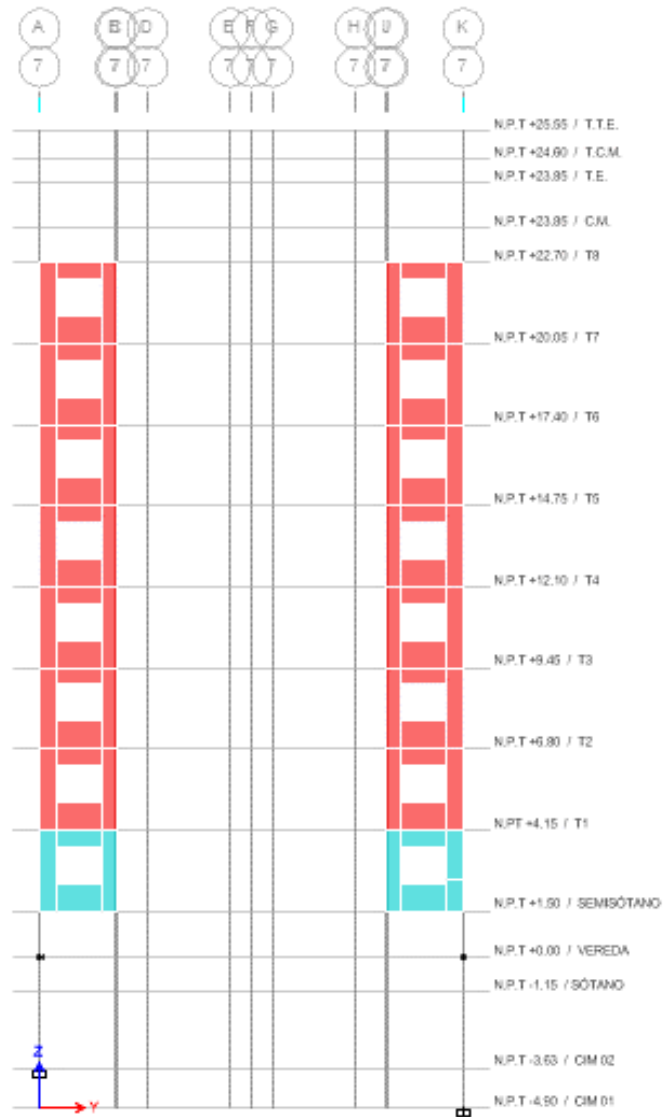 A B D E F G H J K
7 7 7 7 7 7 7 7 7
N.P.T +25.55 / T.T.E.
N.P.T +24.60 / T.C.M.
N.P.T +23.85 / T.E.
N.P.T +23.85 / C.M.
N.P.T +22.70 / T8
N.P.T +20.05 / T7
N.P.T +17.40 / T6
N.P.T +14.75 / T5
N.P.T +12.10 / T4
N.P.T +9.45 / T3
N.P.T +6.80 / T2
N.PT +4.15 / T1
N.P.T +1.50 / SEMISÓTANO
N.P.T +0.00 / VEREDA
N.P.T -1.15 / SÓTANO
Z
N.P.T -3.63 / CIM 02
Y
N.P.T -4.90 / CIM 01